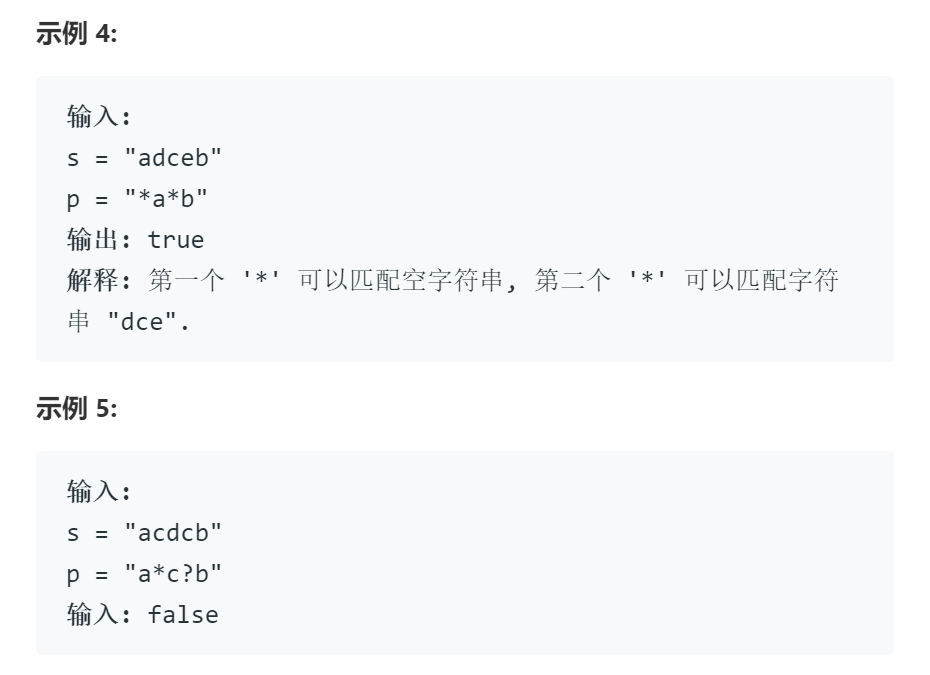 示例 4:
输入:
s = "adceb"
p = "*a*b"
输出: true
解释: 第一个 '*' 可以匹配空字符串, 第二个 '*' 可以匹配字符
串 "dce".
示例 5:
输入:
s = "acdcb"
p = "a*c?b"
输入: false